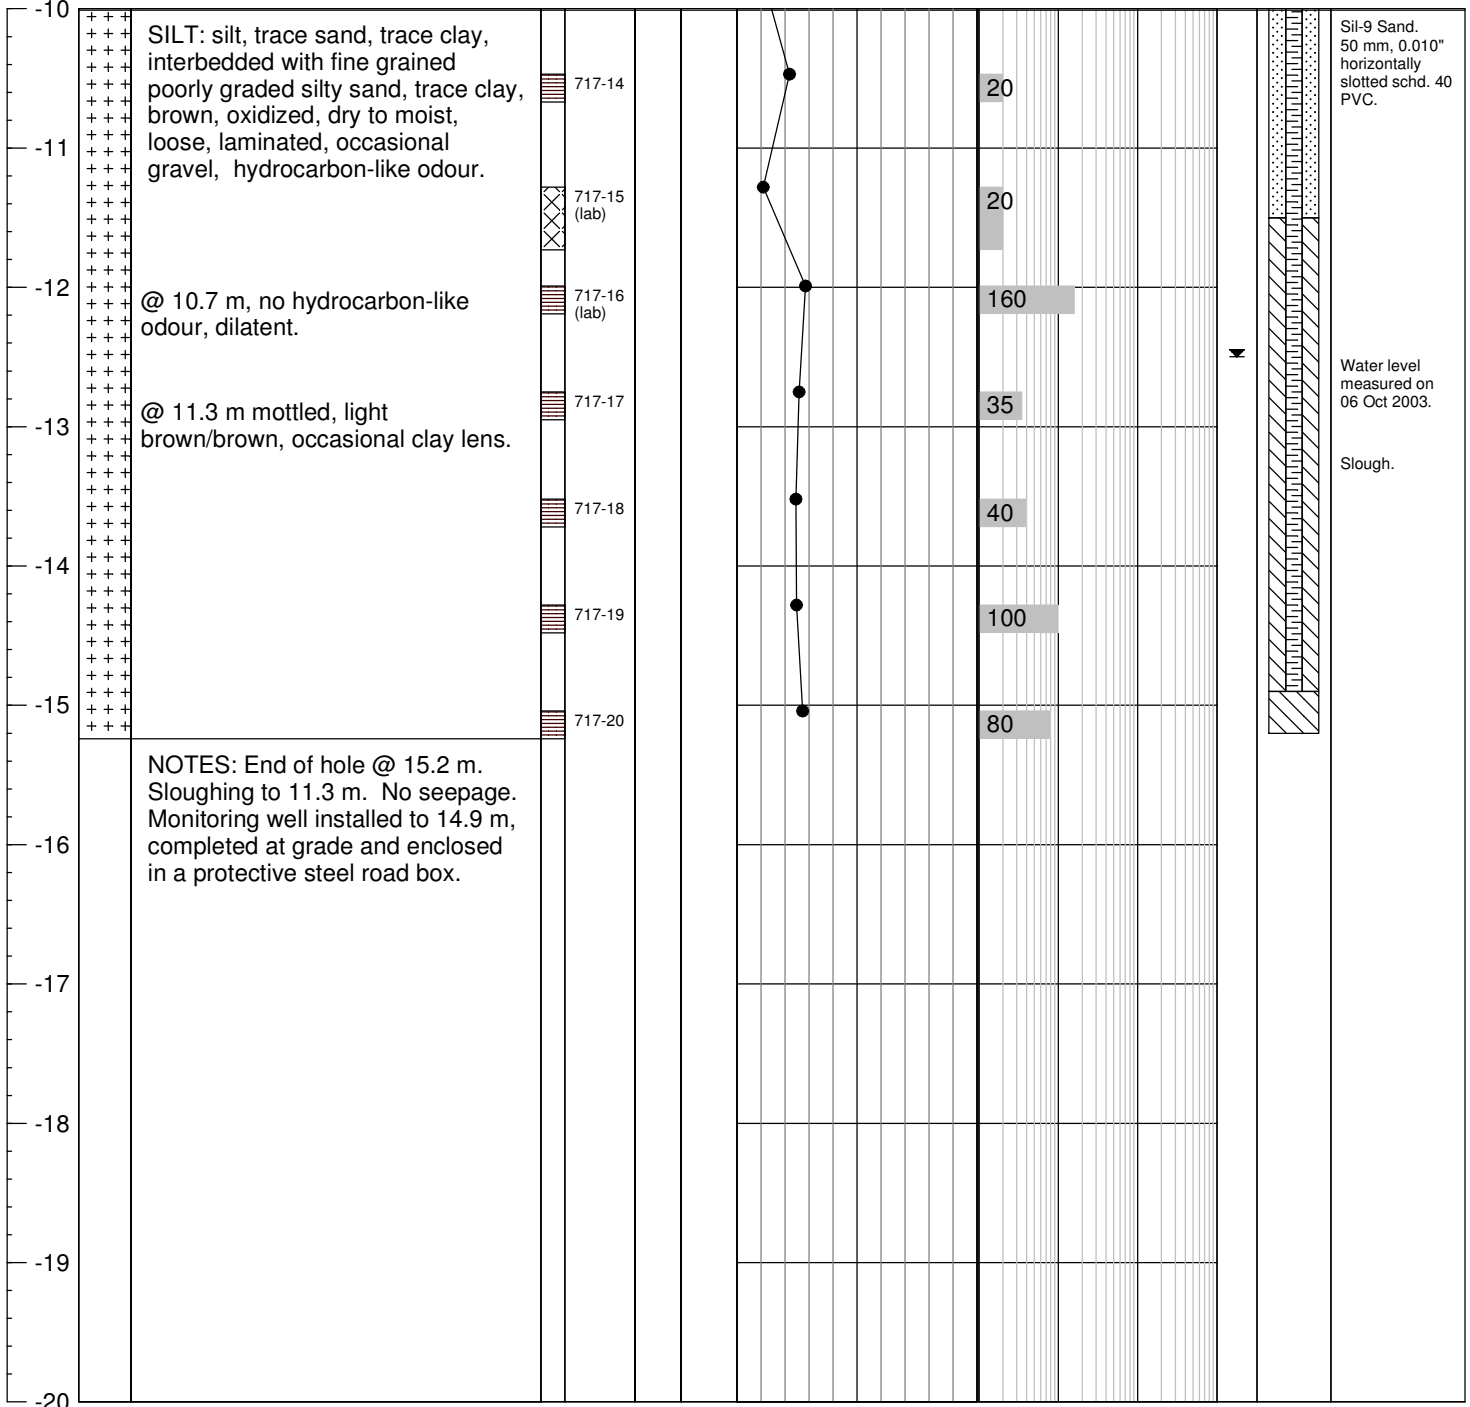 -10
SILT: silt, trace sand, trace clay,
interbedded with fine grained
poorly graded silty sand, trace clay,
brown, oxidized, dry to moist,
loose, laminated, occasional
gravel,  hydrocarbon-like odour.
717-14
20
Sil-9 Sand.
50 mm, 0.010"
horizontally
slotted schd. 40
PVC.
-11
717-15
(lab)
20
-12
@ 10.7 m, no hydrocarbon-like
odour, dilatent.
717-16
(lab)
160
Water level
measured on
06 Oct 2003.
@ 11.3 m mottled, light
brown/brown, occasional clay lens.
717-17
35
-13
Slough.
717-18
40
-14
717-19
100
-15
717-20
80
NOTES: End of hole @ 15.2 m.
Sloughing to 11.3 m.  No seepage.
Monitoring well installed to 14.9 m,
completed at grade and enclosed
in a protective steel road box.
-16
-17
-18
-19
-20